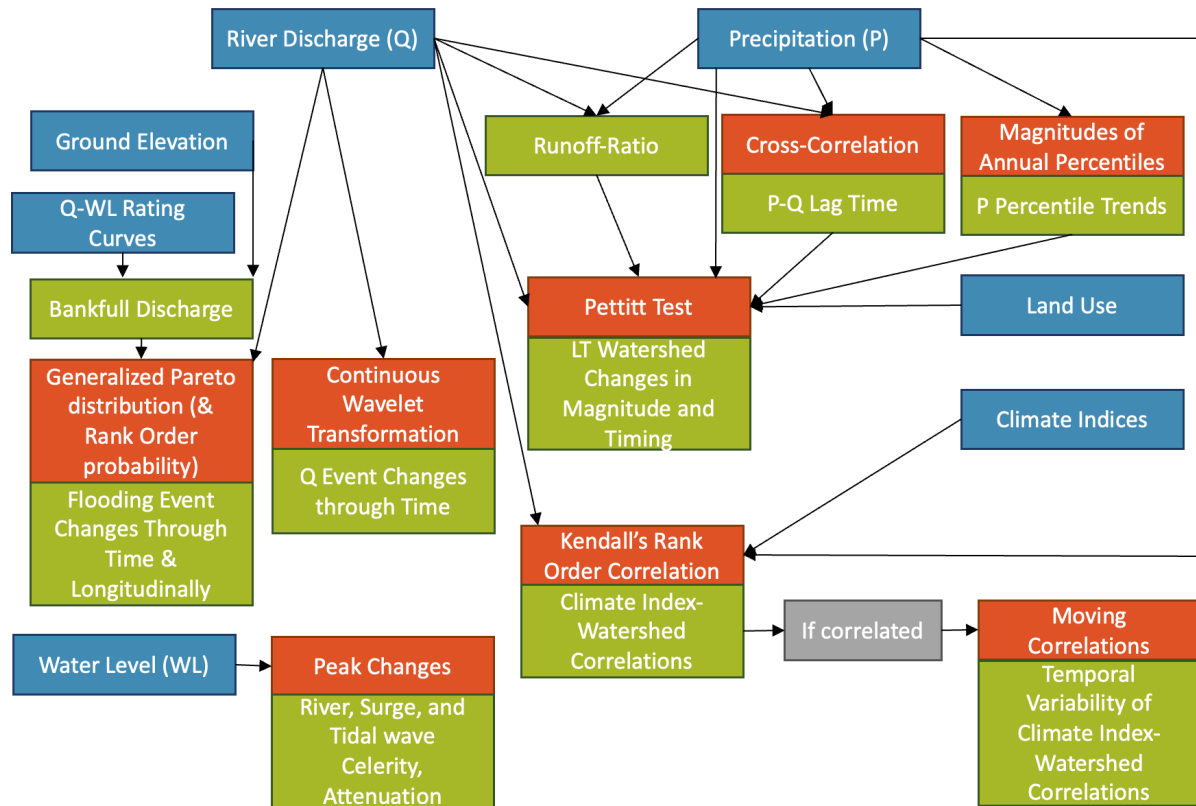 River Discharge (Q)
Precipitation (P)
Ground Elevation
Runoff-Ratio
Cross-Correlation
P-Q Lag Time
Magnitudes of
Annual Percentiles
P Percentile Trends
Q-WL Rating
Curves
Bankfull Discharge
Pettitt Test
LT Watershed
Changes in
Magnitude and
Timing
Land Use
Generalized Pareto
distribution (&
Rank Order
probability)
Flooding Event
Changes Through
Time &
Longitudinally
Continuous
Wavelet
Transformation
Q Event Changes
through Time
Climate Indices
Kendall’s Rank
Order Correlation
Climate Index-
Watershed
Correlations
If correlated
Moving
Correlations
Temporal
Variability of
Climate Index-
Watershed
Correlations
Water Level (WL)
Peak Changes
River, Surge, and
Tidal wave
Celerity,
Attenuation